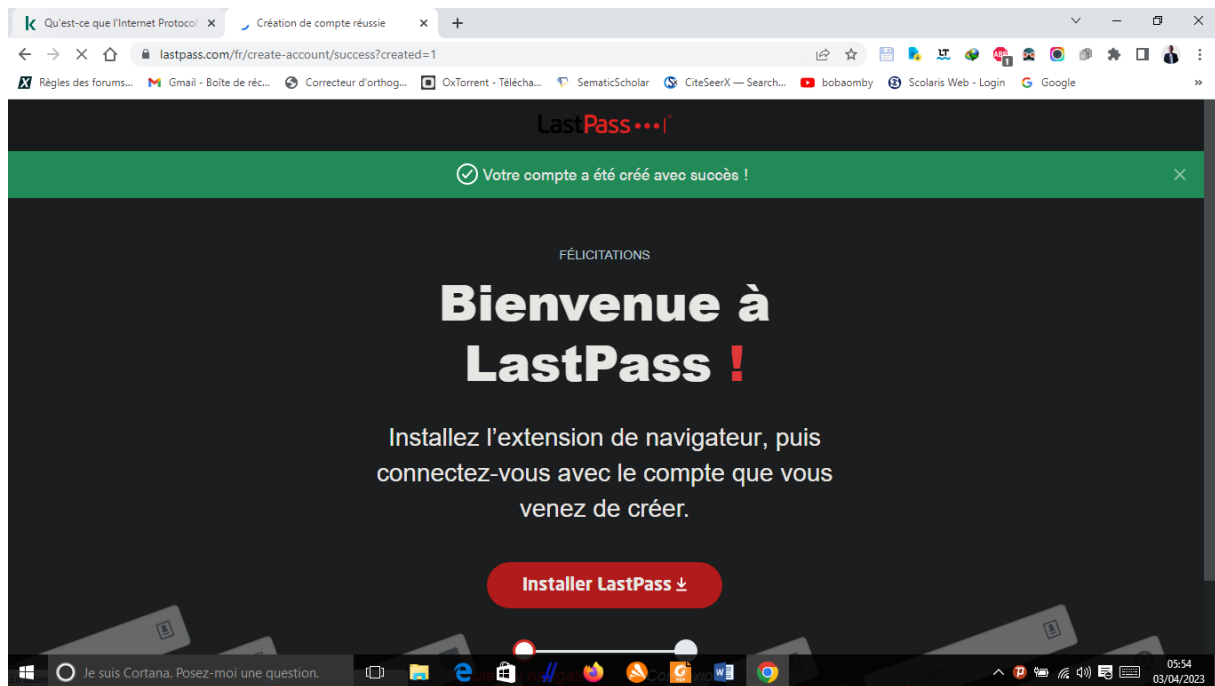 Qu'est-ce que l'Internet Protocol
Création de compte réussie
lastpass.com/fr/create-account/success?created=1
Règles des forums...
Gmail - Boîte de réc...
Correcteur d'orthog...
OxTorrent - Télécha...
SematicScholar
CiteSeerX — Search...
bobaomby
Scolaris Web - Login
Google
»
LastPass
Votre compte a été créé avec succès !
FÉLICITATIONS
Bienvenue à
LastPass !
Installez l'extension de navigateur, puis
connectez-vous avec le compte que vous
venez de créer.
Installer LastPass
Je suis Cortana. Posez-moi une question.
05:54
03/04/2023